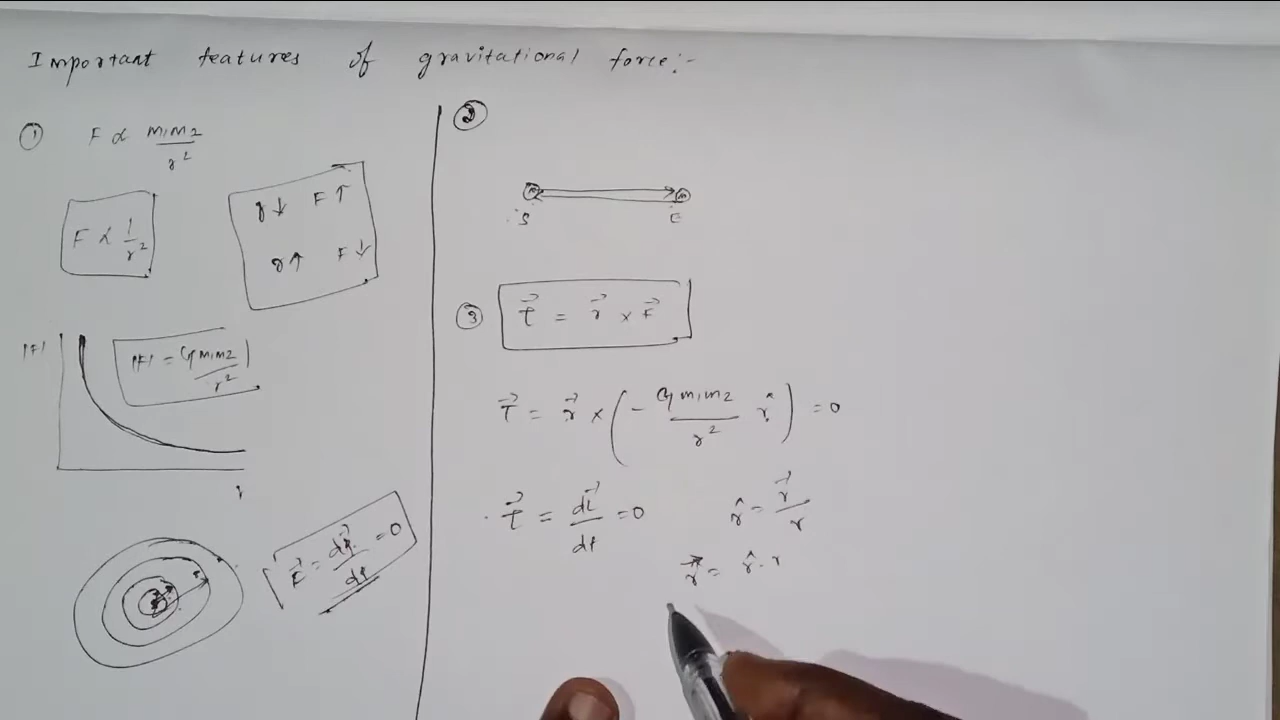 Important features of gravitational force:-
① F ∝ m1m2/r²
F ∝ 1/r²
r↓ F↑
r↑ F↓
|F|
|F| = Gm1m2/r²
r
r
F⃗ = dp⃗/dt = 0
②
m m
S E
③ τ⃗ = r⃗ × F⃗
τ⃗ = r⃗ × (- Gm1m2/r² r̂) = 0
τ⃗ = dL⃗/dt = 0
r̂ = r⃗/r
r⃗ = r̂ . r